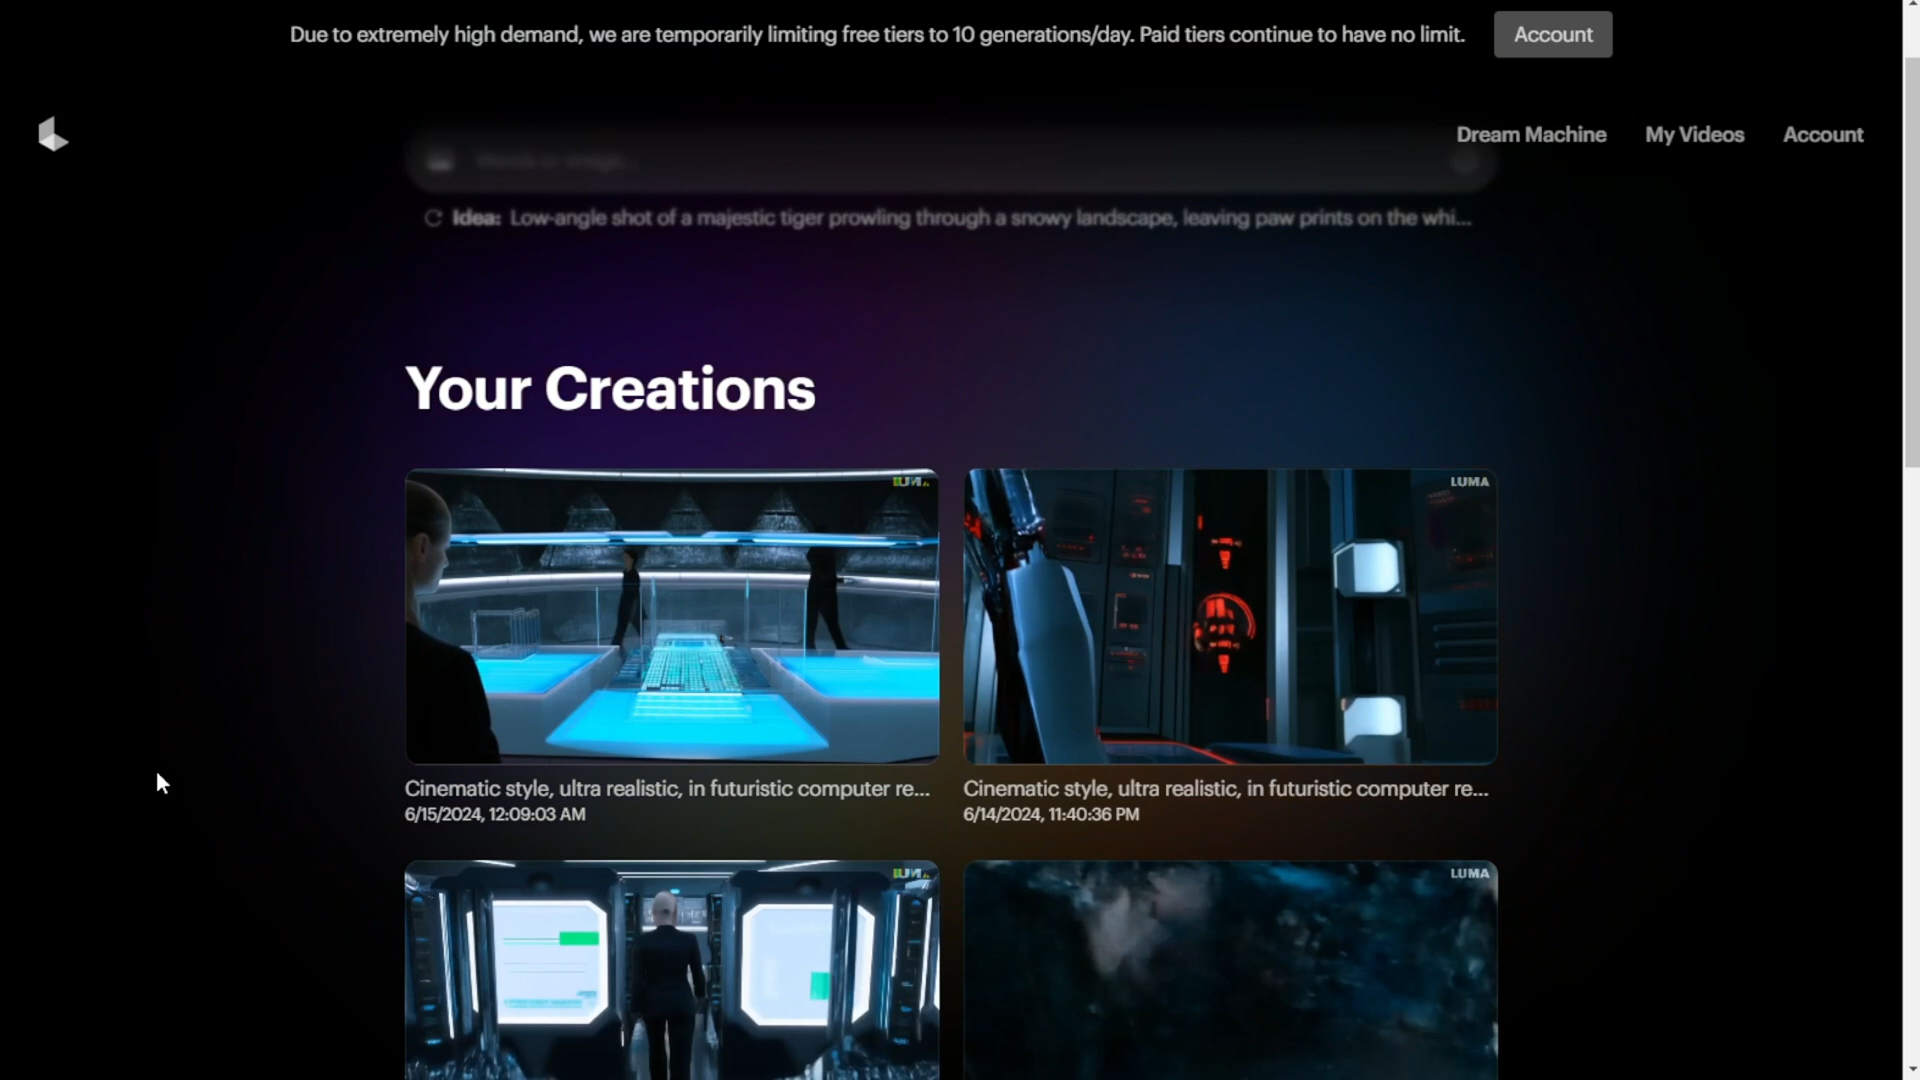 Due to extremely high demand, we are temporarily limiting free tiers to 10 generations/day. Paid tiers continue to have no limit.
Account
Dream Machine
My Videos
Account
Idea: Low-angle shot of a majestic tiger prowling through a snowy landscape, leaving paw prints on the whi...
Your Creations
LUMA
LUMA
Cinematic style, ultra realistic, in futuristic computer re...
6/15/2024, 12:09:03 AM
Cinematic style, ultra realistic, in futuristic computer re...
6/14/2024, 11:40:36 PM
LUMA
LUMA